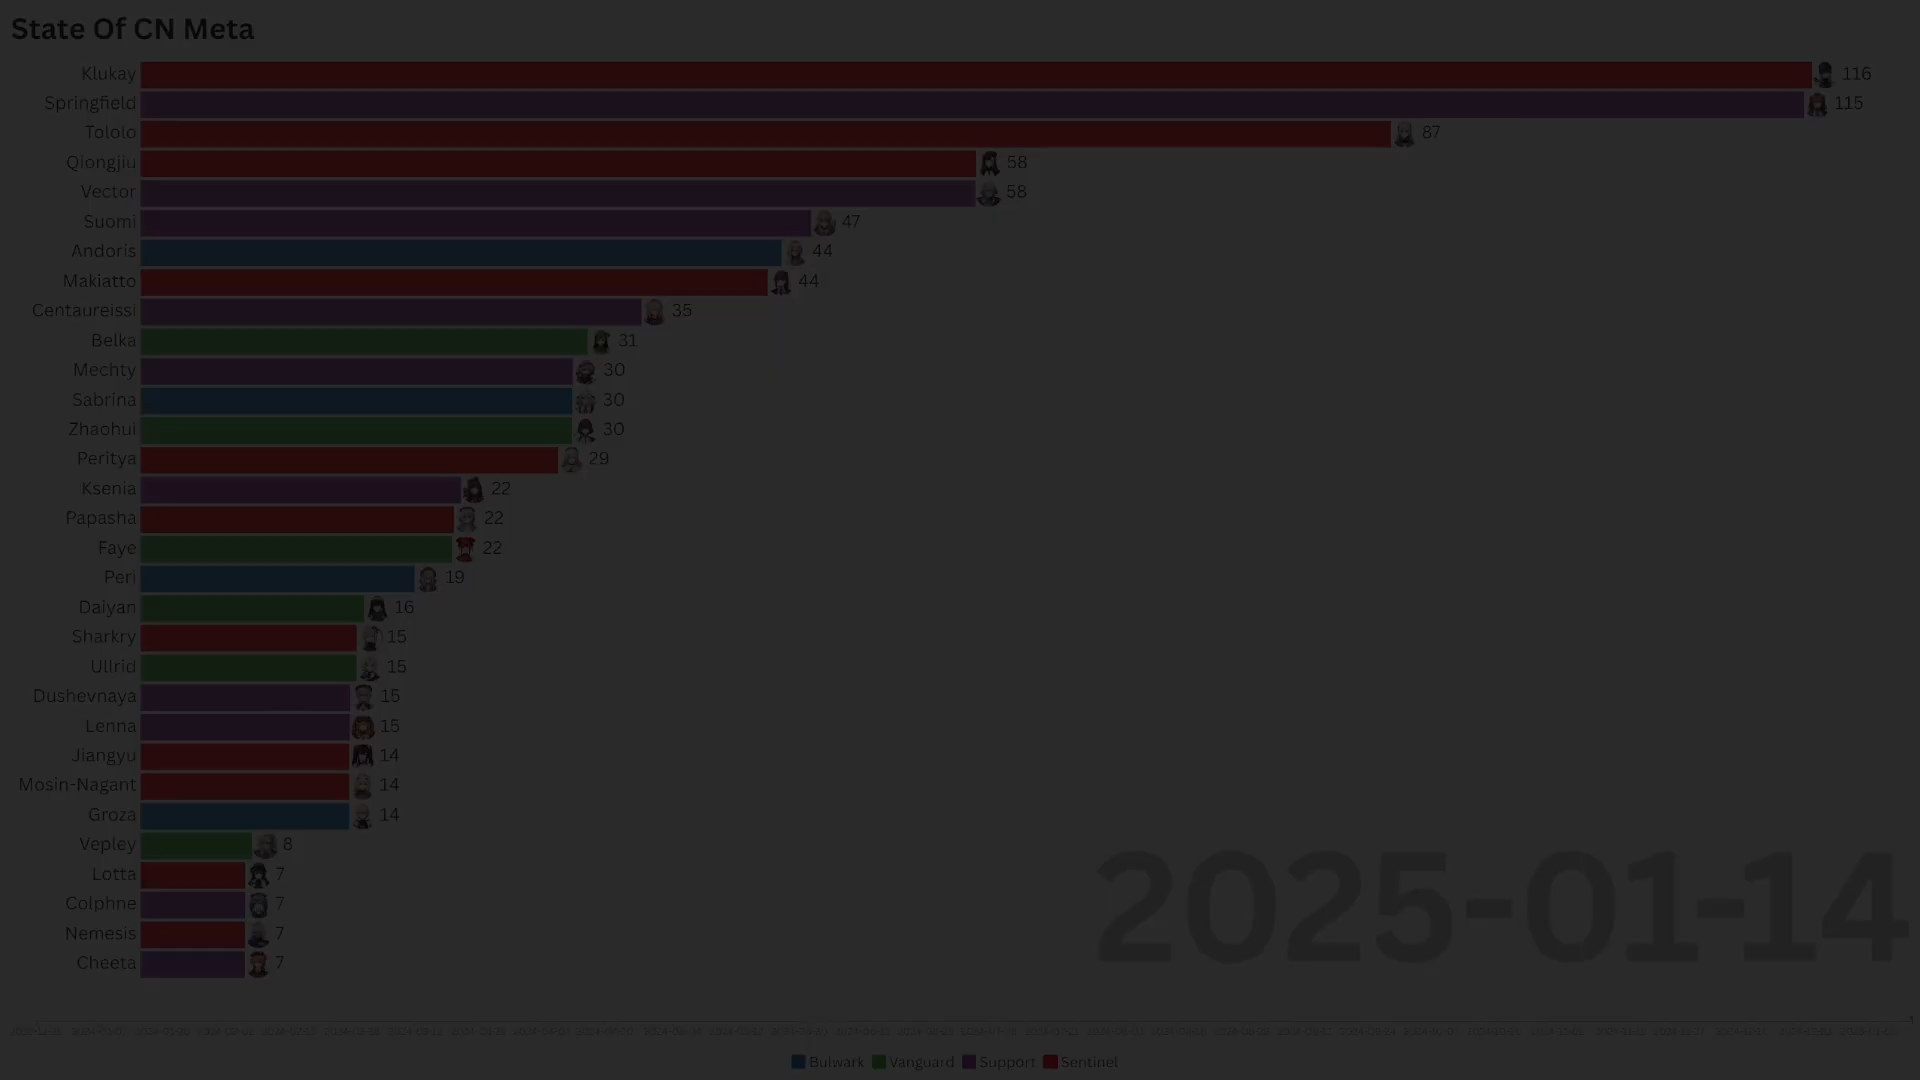 State Of CN Meta
Klukay 116
Springfield 115
Tololo 87
Qiongjiu 58
Vector 58
Suomi 47
Andoris 44
Makiatto 44
Centaureissi 35
Belka 31
Mechty 30
Sabrina 30
Zhaohui 30
Peritya 29
Ksenia 22
Papasha 22
Faye 22
Peri 19
Daiyan 16
Sharkry 15
Ullrid 15
Dushevnaya 15
Lenna 15
Jiangyu 14
Mosin-Nagant 14
Groza 14
Vepley 8
Lotta 7
Colphne 7
Nemesis 7
Cheeta 7
2025-01-14
Bulwark Vanguard Support Sentinel